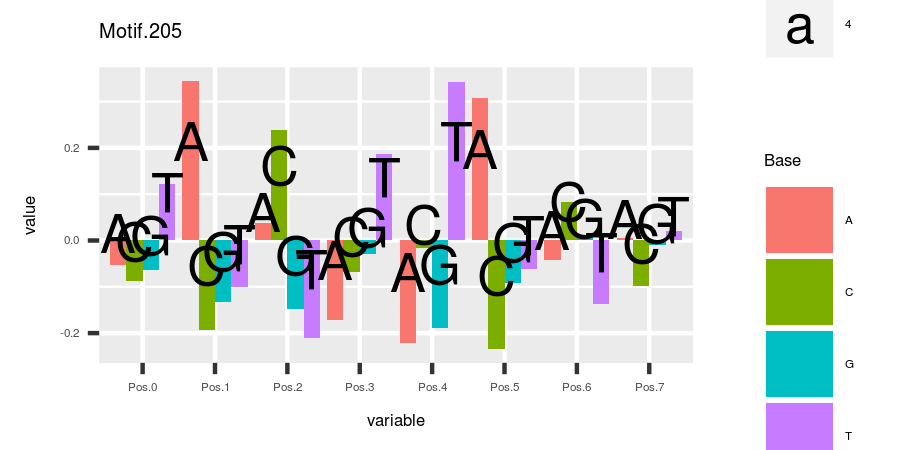 Motif.205
a 4
value
0.2
0.0
-0.2
A C G T A C G T A C G T A C G T A C G T A C G T A C G T A C G T
Pos.0 Pos.1 Pos.2 Pos.3 Pos.4 Pos.5 Pos.6 Pos.7
variable
Base
A
C
G
T